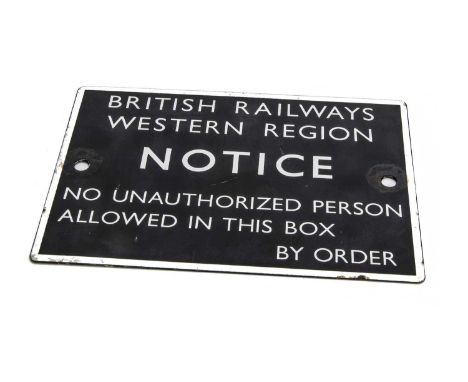 BRITISH RAILWAYS
WESTERN REGION
NOTICE
NO UNAUTHORIZED PERSON
ALLOWED IN THIS BOX
BY ORDER